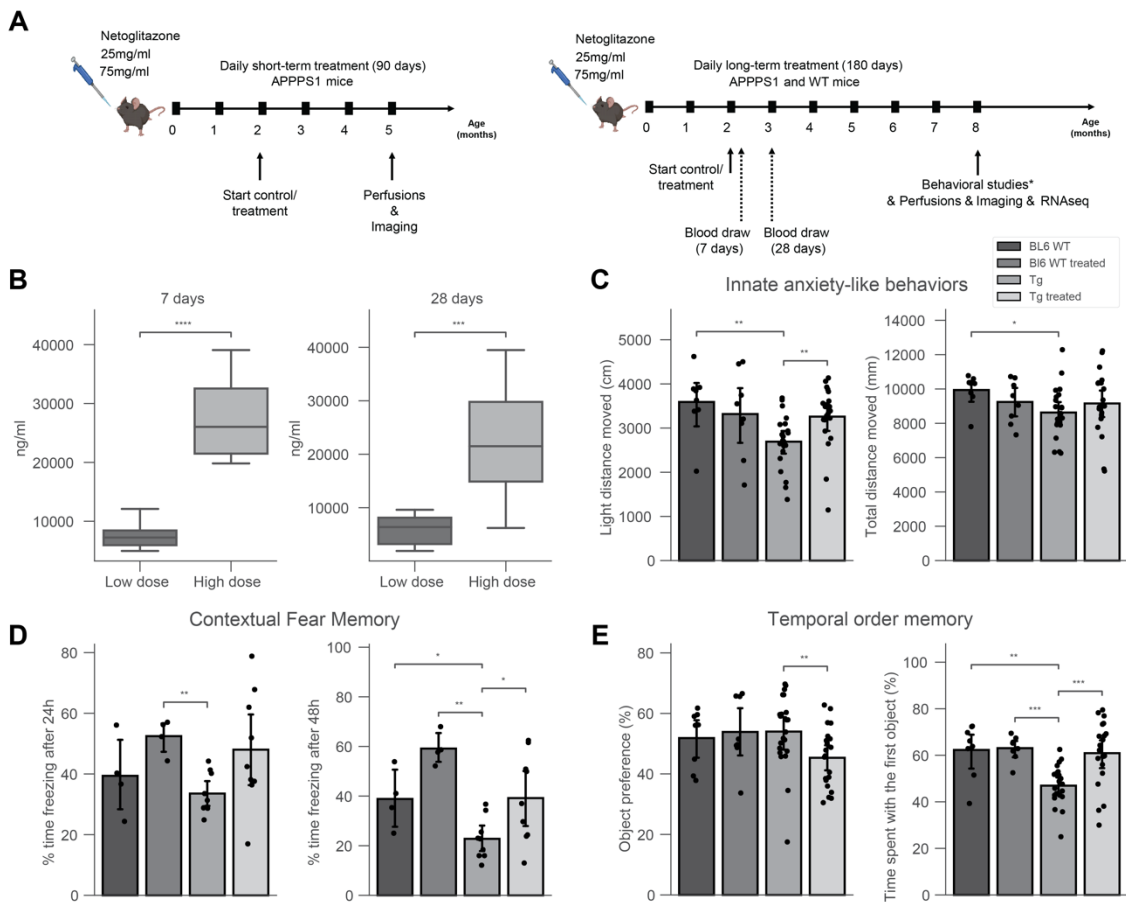 A
Netoglitazone
25mg/ml
75mg/ml
Daily short-term treatment (90 days)
APPPS1 mice
0 1 2 3 4 5
Age
(months)
Start control/
treatment
Perfusions
&
Imaging
Netoglitazone
25mg/ml
75mg/ml
Daily long-term treatment (180 days)
APPPS1 and WT mice
0 1 2 3 4 5 6 7 8
Age
(months)
Start control/
treatment
Blood draw
(7 days)
Blood draw
(28 days)
Behavioral studies*
& Perfusions & Imaging & RNAseq
BL6 WT
Bl6 WT treated
Tg
Tg treated
B
7 days
****
40000
30000
20000
10000
ng/ml
Low dose High dose
28 days
***
40000
30000
20000
10000
ng/ml
Low dose High dose
C
Innate anxiety-like behaviors
** **
5000
4000
3000
2000
1000
0
Light distance moved (cm)
*
14000
12000
10000
8000
6000
4000
2000
0
Total distance moved (mm)
D
Contextual Fear Memory
**
80
60
40
20
0
% time freezing after 24h
*
*
**
100
80
60
40
20
0
% time freezing after 48h
E
Temporal order memory
**
80
60
40
20
0
Object preference (%)
**
***
***
100
80
60
40
20
0
Time spent with the first object (%)